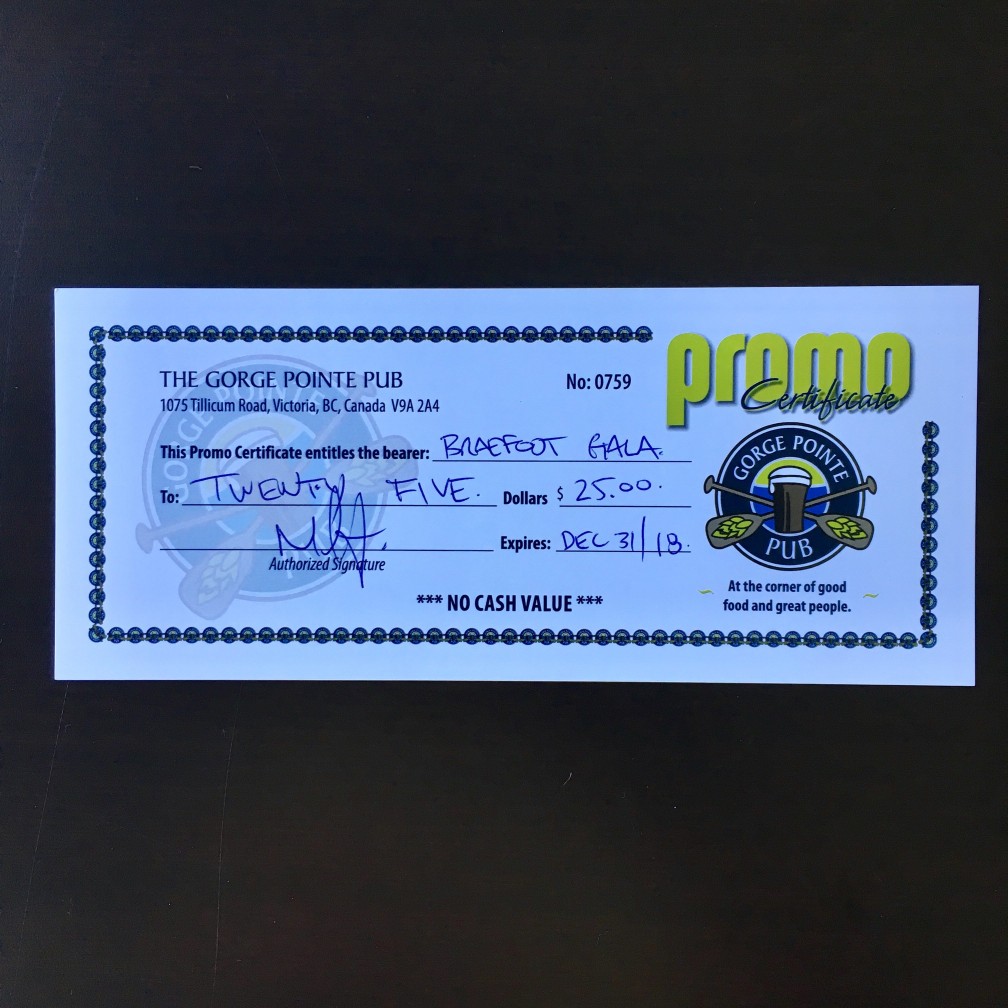 promo
Certificate
THE GORGE POINTE PUB
No: 0759
1075 Tillicum Road, Victoria, BC, Canada V9A 2A4
This Promo Certificate entitles the bearer: BRAEFOOT GALA.
To: TWENTY FIVE. Dollars $ 25.00.
Expires: DEC 31/18.
Authorized Signature
*** NO CASH VALUE ***
GORGE POINTE
PUB
At the corner of good
food and great people.